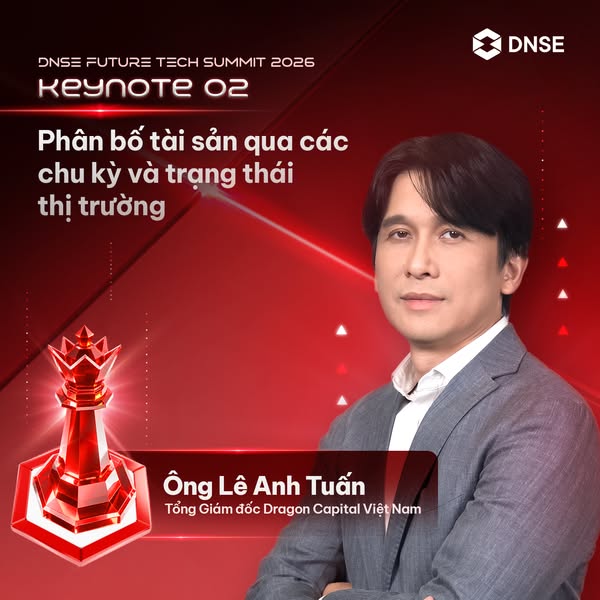 DNSE
DNSE FUTURE TECH SUMMIT 2026
KEYNOTE 02
Phân bố tài sản qua các
chu kỳ và trạng thái
thị trường
Ông Lê Anh Tuấn
Tổng Giám đốc Dragon Capital Việt Nam